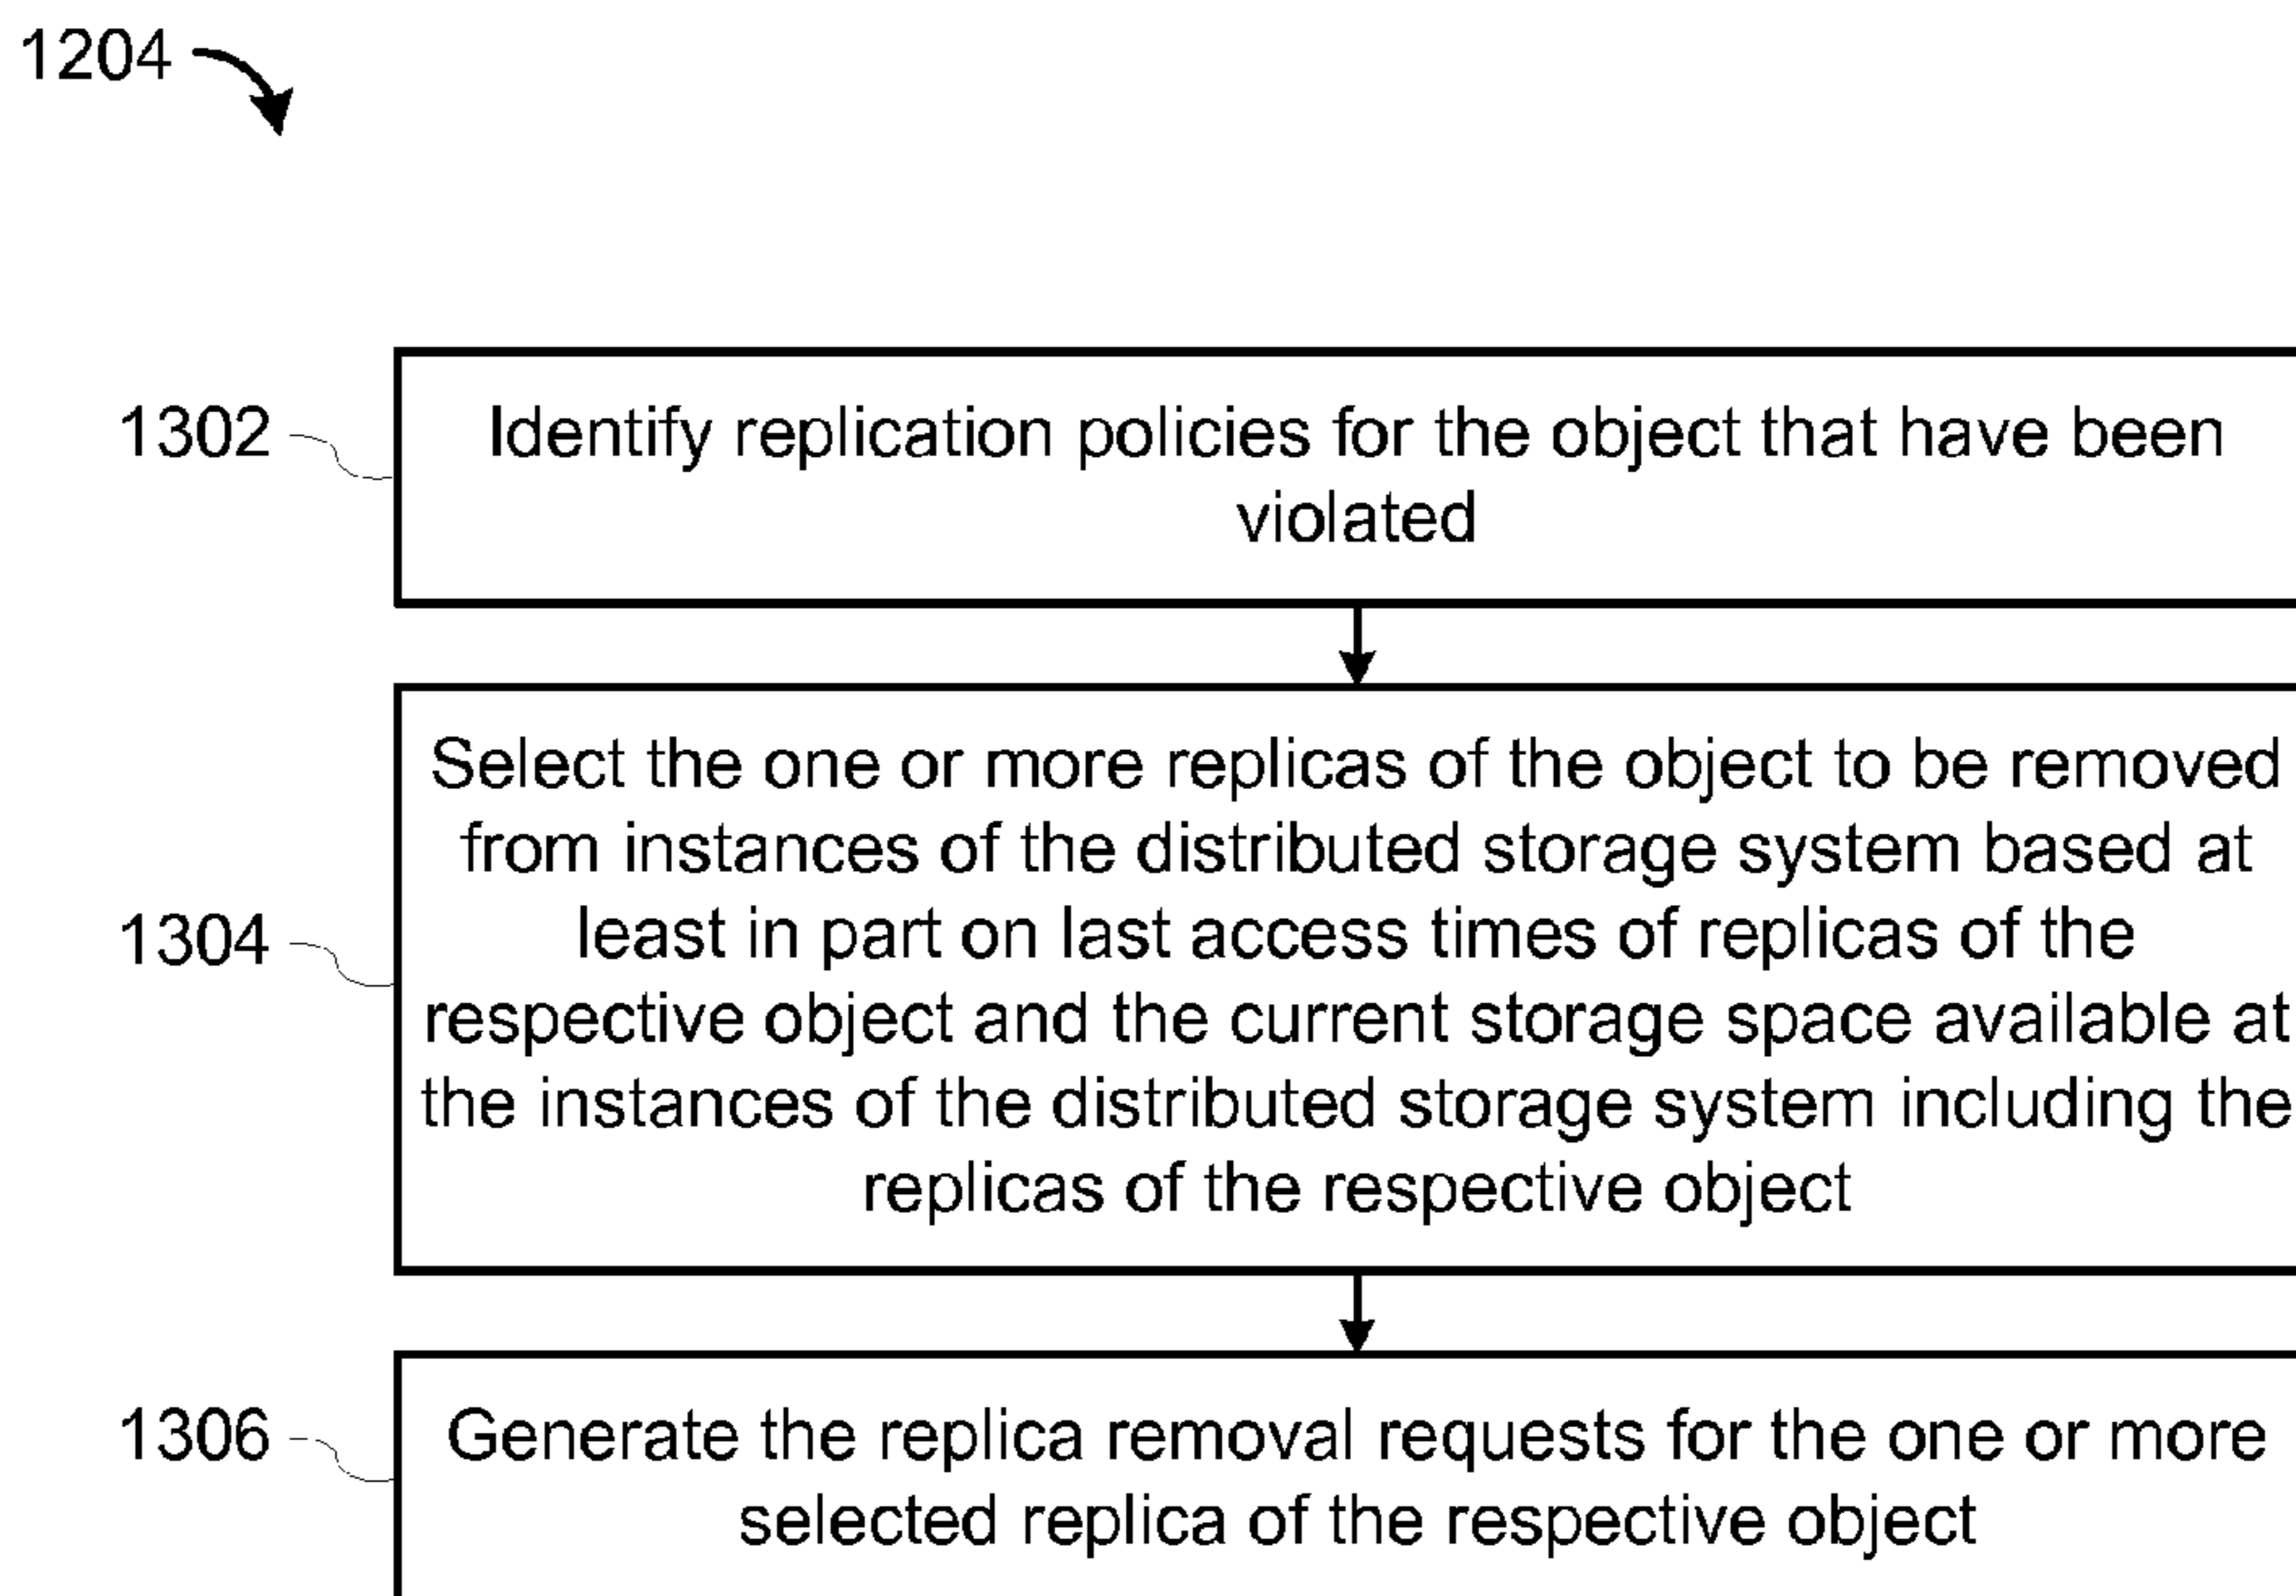 1204
1302
Identify replication policies for the object that have been
violated
1304
Select the one or more replicas of the object to be removed
from instances of the distributed storage system based at
least in part on last access times of replicas of the
respective object and the current storage space available at
the instances of the distributed storage system including the
replicas of the respective object
1306
Generate the replica removal requests for the one or more
selected replica of the respective object